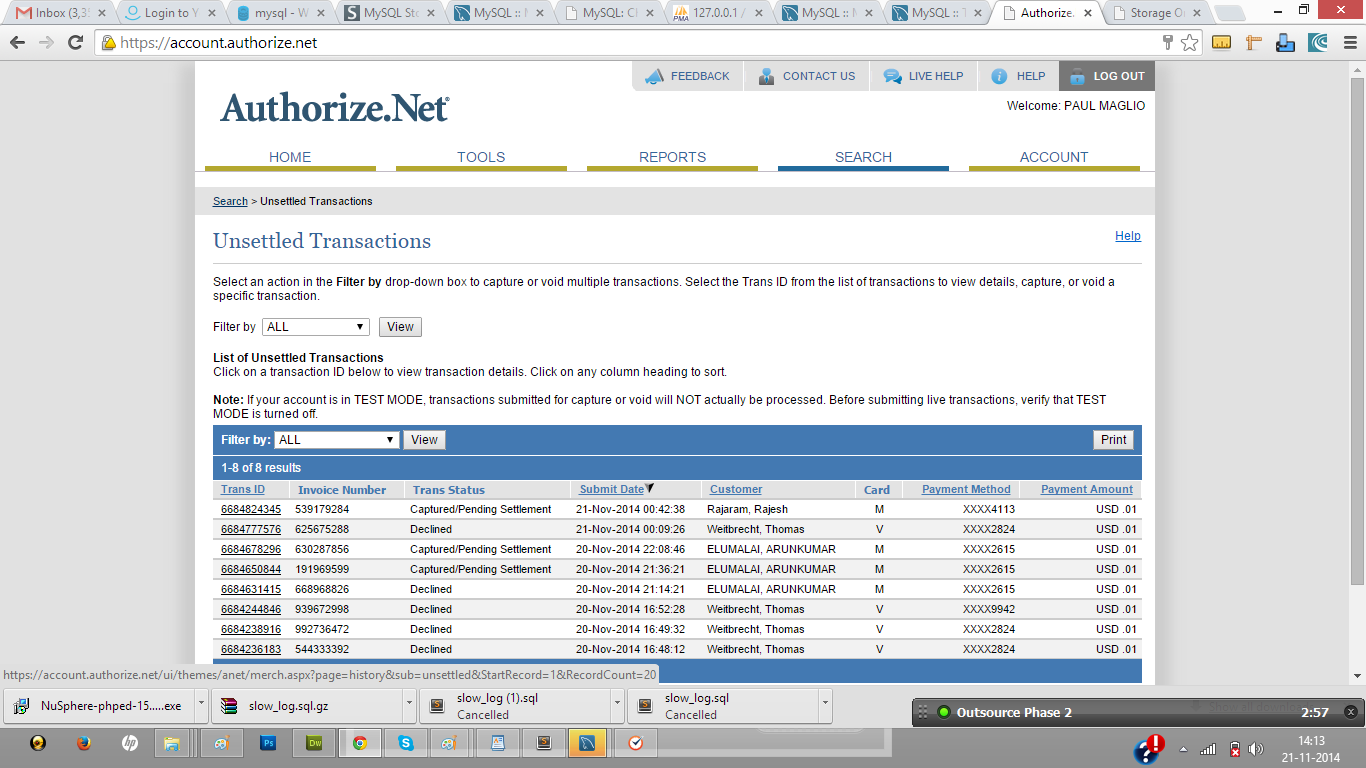 Inbox (3,35
Login to Y
mysql - W
MySQL Sto
MySQL :: M
MySQL: Cl
127.0.0.1 /
MySQL :: M
MySQL :: T
Authorize.
Storage Ou
https://account.authorize.net
FEEDBACK
CONTACT US
LIVE HELP
HELP
LOG OUT
Authorize.Net
Welcome: PAUL MAGLIO
HOME
TOOLS
REPORTS
SEARCH
ACCOUNT
Search > Unsettled Transactions
Unsettled Transactions
Help
Select an action in the Filter by drop-down box to capture or void multiple transactions. Select the Trans ID from the list of transactions to view details, capture, or void a
specific transaction.
Filter by ALL View
List of Unsettled Transactions
Click on a transaction ID below to view transaction details. Click on any column heading to sort.
Note: If your account is in TEST MODE, transactions submitted for capture or void will NOT actually be processed. Before submitting live transactions, verify that TEST
MODE is turned off.
Filter by: ALL View Print
1-8 of 8 results
Trans ID Invoice Number Trans Status Submit Date Customer Card Payment Method Payment Amount
6684824345 539179284 Captured/Pending Settlement 21-Nov-2014 00:42:38 Rajaram, Rajesh M XXXX4113 USD .01
6684777576 625675288 Declined 21-Nov-2014 00:09:26 Weitbrecht, Thomas V XXXX2824 USD .01
6684678296 630287856 Captured/Pending Settlement 20-Nov-2014 22:08:46 ELUMALAI, ARUNKUMAR M XXXX2615 USD .01
6684650844 191969599 Captured/Pending Settlement 20-Nov-2014 21:36:21 ELUMALAI, ARUNKUMAR M XXXX2615 USD .01
6684631415 668968826 Declined 20-Nov-2014 21:14:21 ELUMALAI, ARUNKUMAR M XXXX2615 USD .01
6684244846 939672998 Declined 20-Nov-2014 16:52:28 Weitbrecht, Thomas V XXXX9942 USD .01
6684238916 992736472 Declined 20-Nov-2014 16:49:32 Weitbrecht, Thomas V XXXX2824 USD .01
6684236183 544333392 Declined 20-Nov-2014 16:48:12 Weitbrecht, Thomas V XXXX2824 USD .01
https://account.authorize.net/ui/themes/anet/merch.aspx?page=history&sub=unsettled&StartRecord=1&RecordCount=20
NuSphere-phped-15.....exe
slow_log.sql.gz
slow_log (1).sql
Cancelled
slow_log.sql
Cancelled
Outsource Phase 2 2:57
hp
Ps
Dw
14:13
21-11-2014